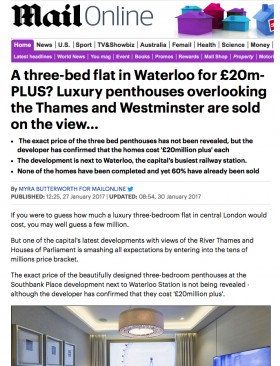 Mail Online
Home News U.S. Sport TV&Showbiz Australia Femail Health Science
Latest headlines World News You mag Event Books Promos Rewards Mail Shop Property Motoring
A three-bed flat in Waterloo for £20m-
PLUS? Luxury penthouses overlooking
the Thames and Westminster are sold
on the view...
• The exact price of the three bed penthouses has not been revealed, but the
developer has confirmed that the homes cost '£20million plus' each
• The development is next to Waterloo, the capital's busiest railway station.
• None of the homes have been completed and yet 60% have already been sold
By MYRA BUTTERWORTH FOR MAILONLINE
PUBLISHED: 12:25, 27 January 2017 | UPDATED: 08:54, 30 January 2017
If you were to guess how much a luxury three-bedroom flat in central London would
cost, you may well guess a few million.
But one of the capital's latest developments with views of the River Thames and
Houses of Parliament is smashing all expectations by entering into the tens of
millions price bracket.
The exact price of the beautifully designed three-bedroom penthouses at the
Southbank Place development next to Waterloo Station is not being revealed -
although the developer has confirmed that they cost '£20million plus'.